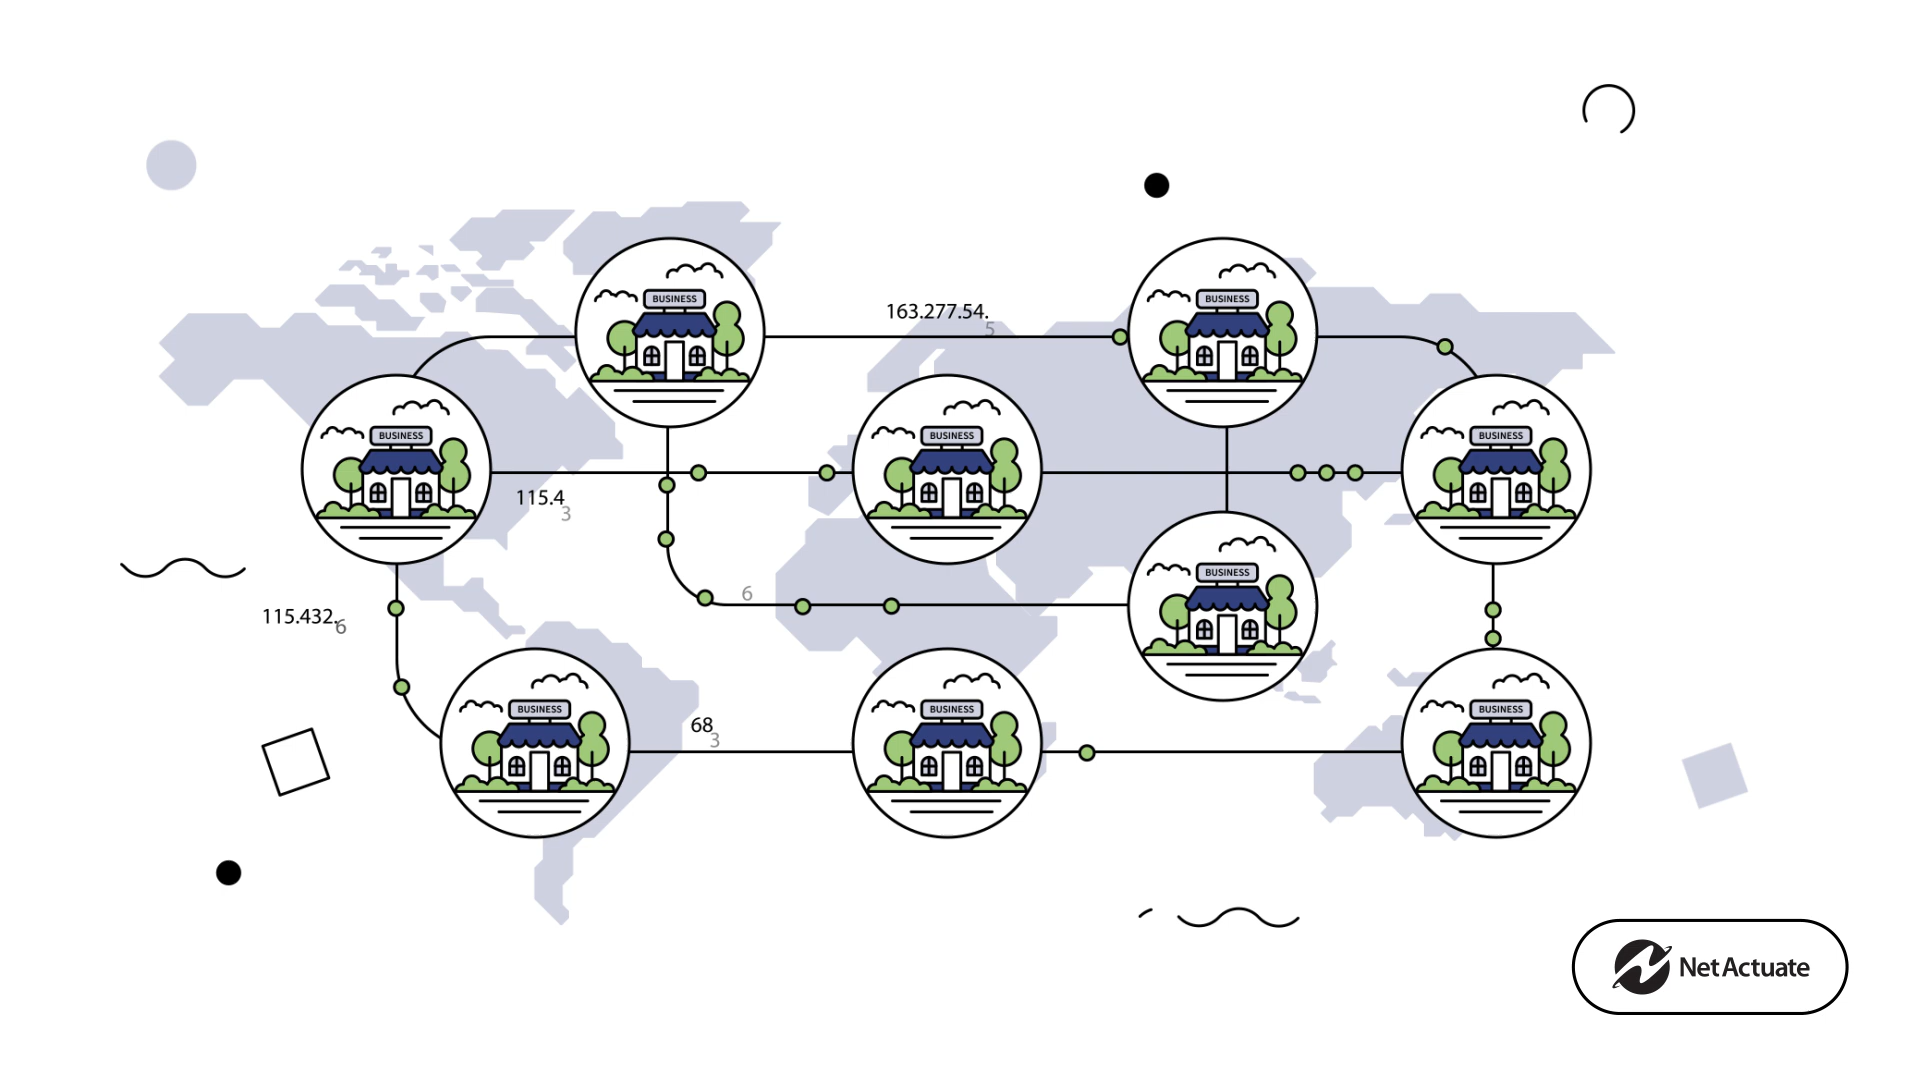 BUSINESS
163.277.54.
5
BUSINESS
BUSINESS
115.4
3
BUSINESS
BUSINESS
6
BUSINESS
115.432.
6
BUSINESS
68
3
BUSINESS
BUSINESS
NetActuate